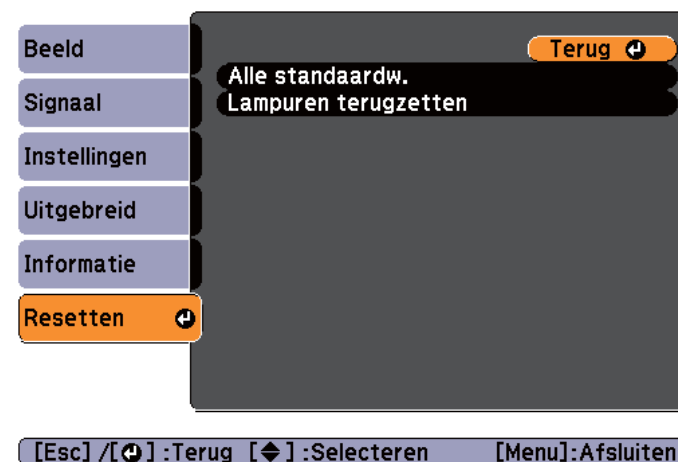 Beeld
Signaal
Instellingen
Uitgebreid
Informatie
Resetten
Terug
Alle standaardw.
Lampuren terugzetten
[Esc] /[ ] :Terug [ ] :Selecteren [Menu]:Afsluiten